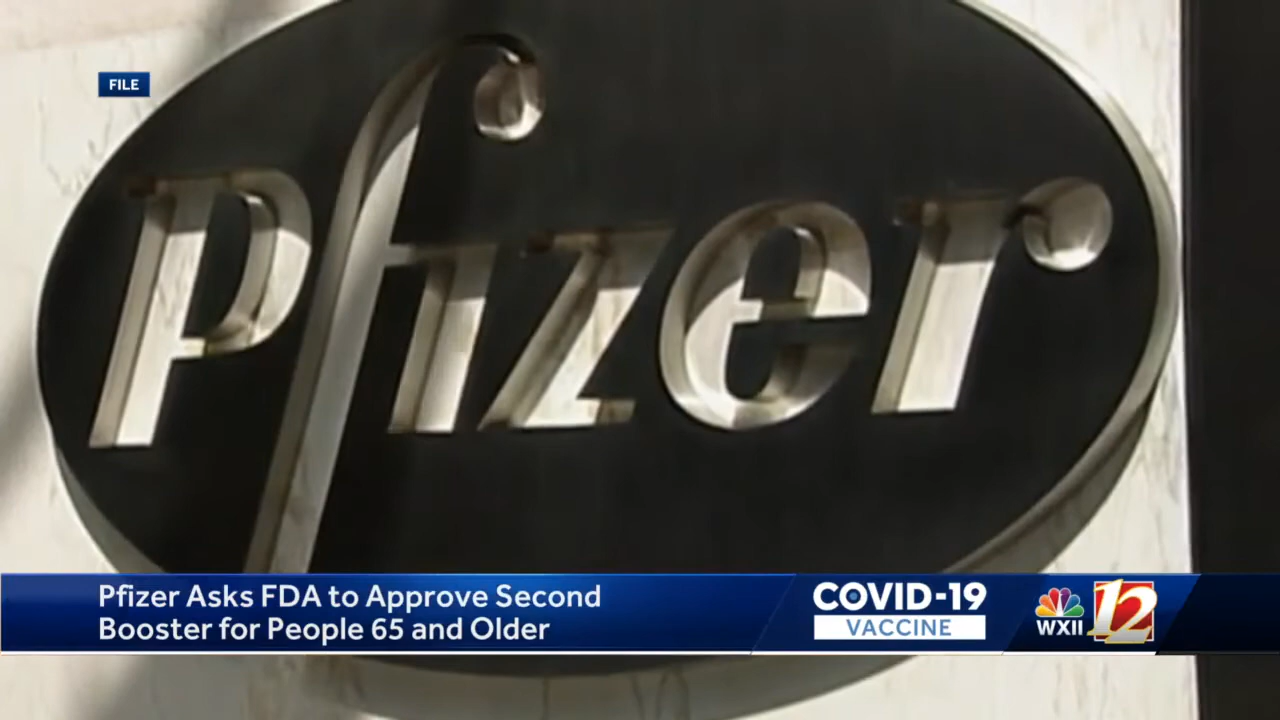 FILE
Pfizer
Pfizer Asks FDA to Approve Second
Booster for People 65 and Older
COVID-19
VACCINE
WXII 12